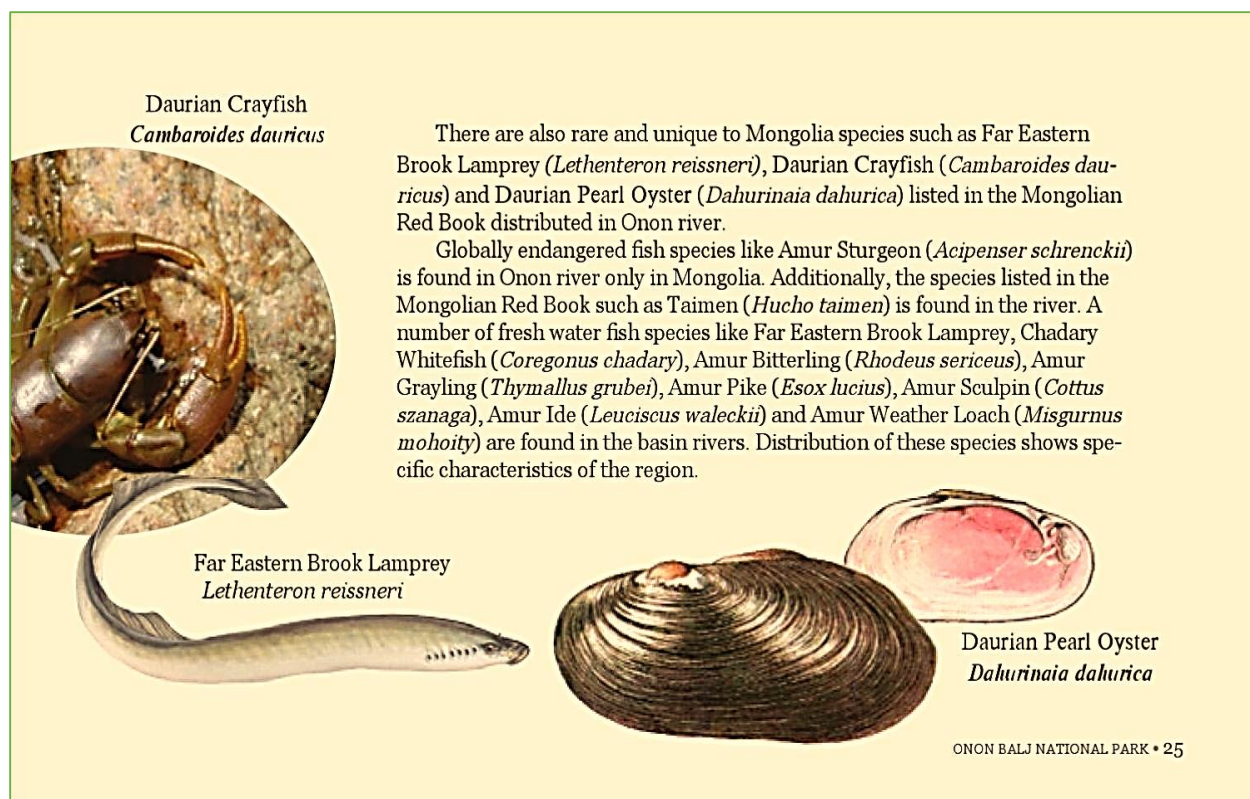 Daurian Crayfish
Cambaroides dauricus
There are also rare and unique to Mongolia species such as Far Eastern
Brook Lamprey (Lethenteron reissneri), Daurian Crayfish (Cambaroides dau-
ricus) and Daurian Pearl Oyster (Dahurinaia dahurica) listed in the Mongolian
Red Book distributed in Onon river.
Globally endangered fish species like Amur Sturgeon (Acipenser schrenckii)
is found in Onon river only in Mongolia. Additionally, the species listed in the
Mongolian Red Book such as Taimen (Hucho taimen) is found in the river. A
number of fresh water fish species like Far Eastern Brook Lamprey, Chadary
Whitefish (Coregonus chadary), Amur Bitterling (Rhodeus sericeus), Amur
Grayling (Thymallus grubei), Amur Pike (Esox lucius), Amur Sculpin (Cottus
szanaga), Amur Ide (Leuciscus waleckii) and Amur Weather Loach (Misgurnus
mohoity) are found in the basin rivers. Distribution of these species shows spe-
cific characteristics of the region.
Far Eastern Brook Lamprey
Lethenteron reissneri
Daurian Pearl Oyster
Dahurinaia dahurica
ONON BALJ NATIONAL PARK • 25